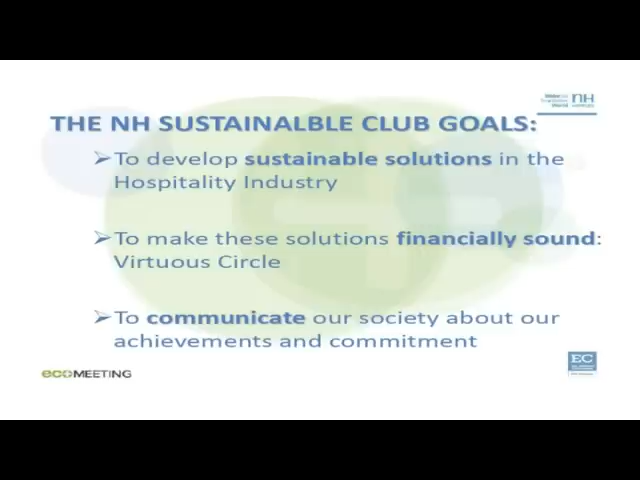 nH
THE NH SUSTAINALBLE CLUB GOALS:
To develop sustainable solutions in the
Hospitality Industry
To make these solutions financially sound:
Virtuous Circle
To communicate our society about our
achievements and commitment
ecoMEETING
EC